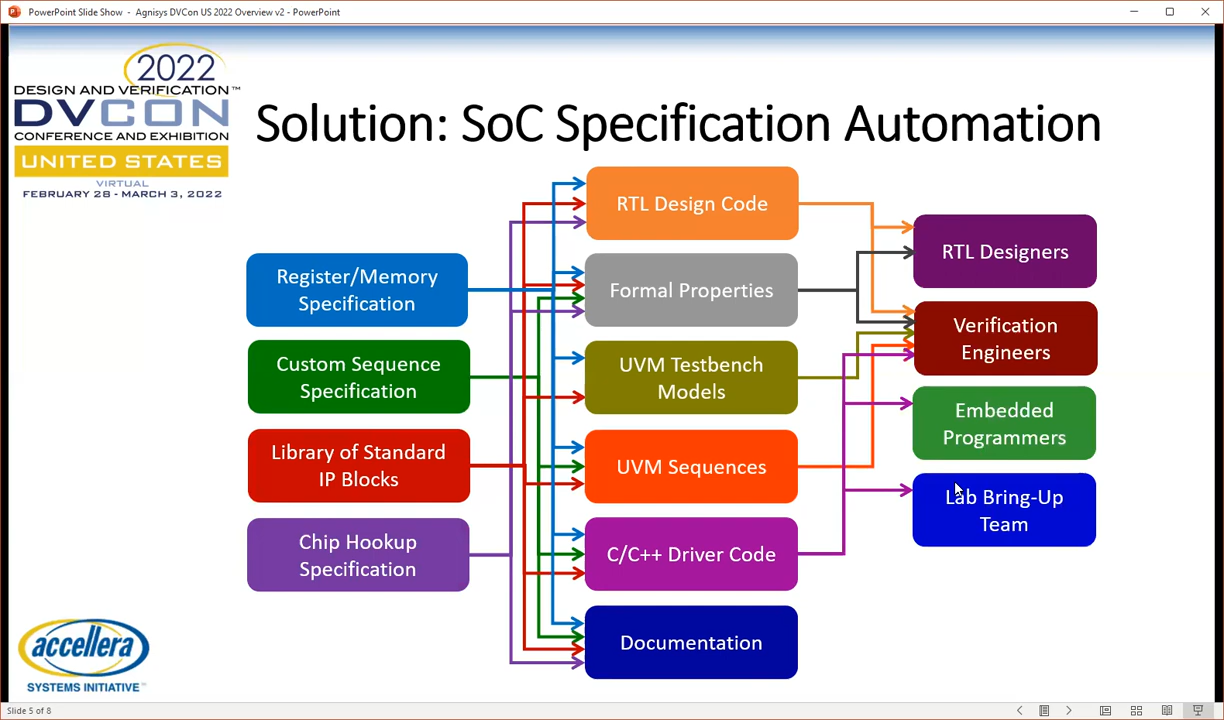 PowerPoint Slide Show - Agnisys DVCon US 2022 Overview v2 - PowerPoint
2022
DESIGN AND VERIFICATION™
DVCON
CONFERENCE AND EXHIBITION
UNITED STATES
VIRTUAL
FEBRUARY 28 - MARCH 3, 2022
Solution: SoC Specification Automation
Register/Memory
Specification
Custom Sequence
Specification
Library of Standard
IP Blocks
Chip Hookup
Specification
RTL Design Code
Formal Properties
UVM Testbench
Models
UVM Sequences
C/C++ Driver Code
Documentation
RTL Designers
Verification
Engineers
Embedded
Programmers
Lab Bring-Up
Team
accellera
SYSTEMS INITIATIVE™
Slide 5 of 8